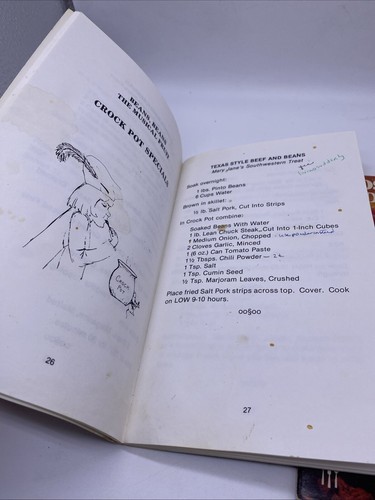 BEANS, BEANS,
THE MUSICAL FRUIT
CROCK POT SPECIALS
CROCK
POT
26
TEXAS STYLE BEEF AND BEANS
Mary Jane's Southwestern Treat
Soak overnight:
1 lbs. Pinto Beans
8 Cups Water
Brown in skillet:
½ lb. Salt Pork, Cut Into Strips
In Crock Pot combine:
Soaked Beans With Water
1 lb. Lean Chuck Steak, Cut Into 1-Inch Cubes
1 Medium Onion, Chopped
2 Cloves Garlic, Minced
1 (6 oz.) Can Tomato Paste
1½ Tbsps. Chili Powder
1 Tsp. Salt
1 Tsp. Cumin Seed
½ Tsp. Marjoram Leaves, Crushed
Place fried Salt Pork strips across top. Cover. Cook
on LOW 9-10 hours.
oo§oo
27